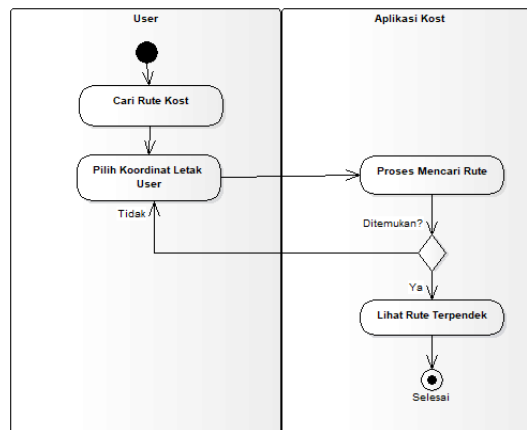 User
Aplikasi Kost
Cari Rute Kost
Pilih Koordinat Letak
User
Proses Mencari Rute
Tidak
Ditemukan?
Ya
Lihat Rute Terpendek
Selesai